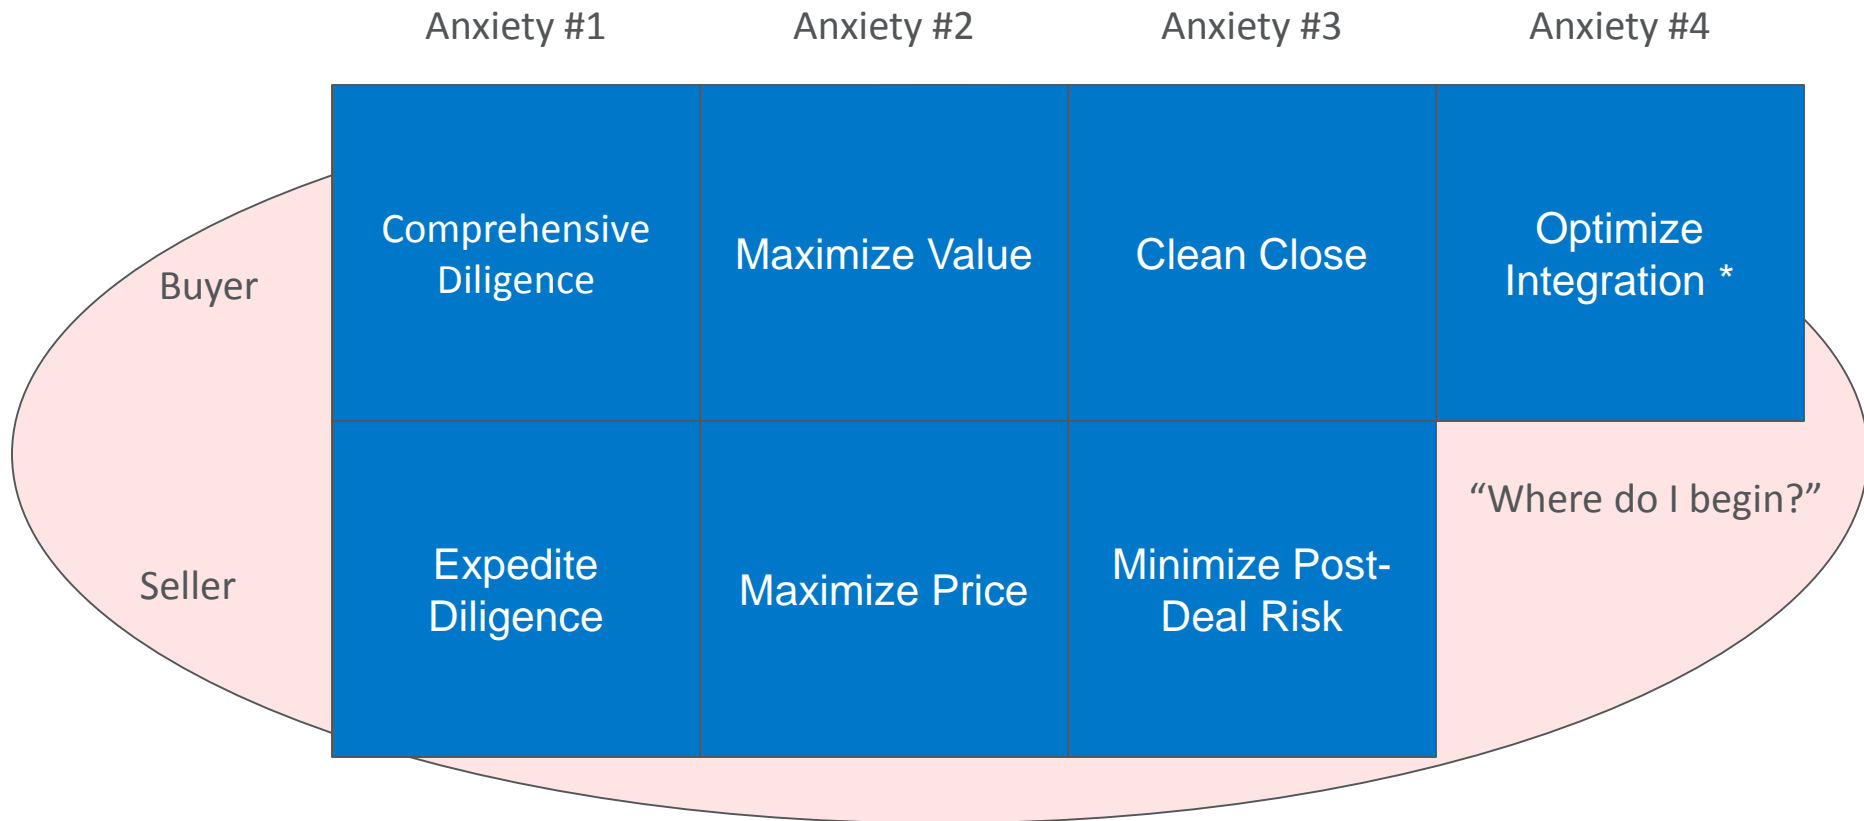 Anxiety #1
Anxiety #2
Anxiety #3
Anxiety #4
Buyer
Comprehensive
Diligence
Maximize Value
Clean Close
Optimize
Integration *
Seller
Expedite
Diligence
Maximize Price
Minimize Post-
Deal Risk
“Where do I begin?”